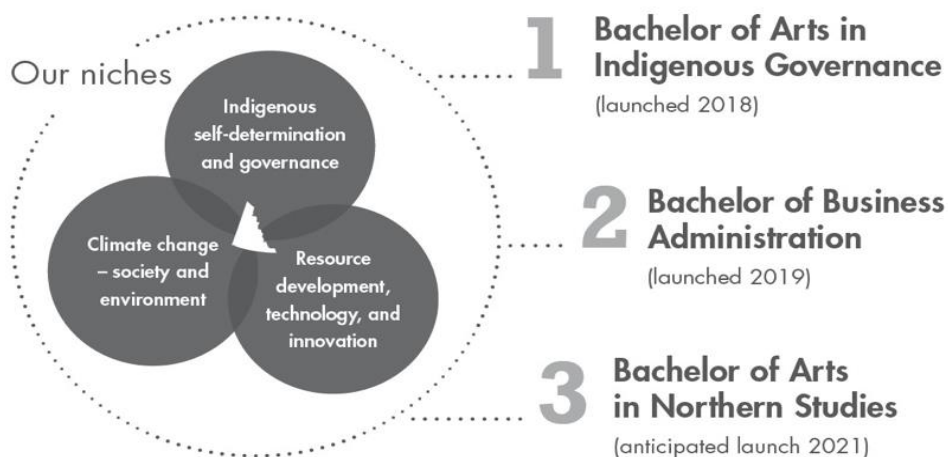 Our niches
Indigenous
self-determination
and governance
Climate change
– society and
environment
Resource
development,
technology, and
innovation
1
Bachelor of Arts in
Indigenous Governance
(launched 2018)
2
Bachelor of Business
Administration
(launched 2019)
3
Bachelor of Arts
in Northern Studies
(anticipated launch 2021)